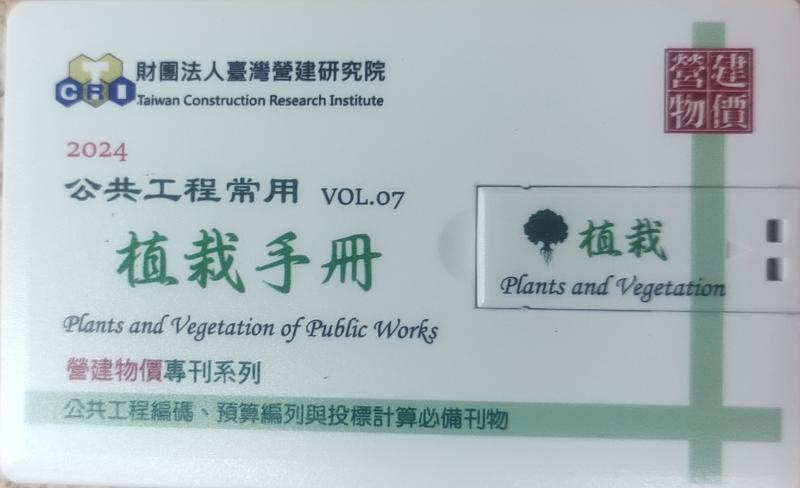 TCRI
財團法人臺灣營建研究院
Taiwan Construction Research Institute
營建
物價
2024
公共工程常用 VOL.07
植栽手冊
Plants and Vegetation of Public Works
植栽
Plants and Vegetation
營建物價專刊系列
公共工程編碼、預算編列與投標計算必備刊物